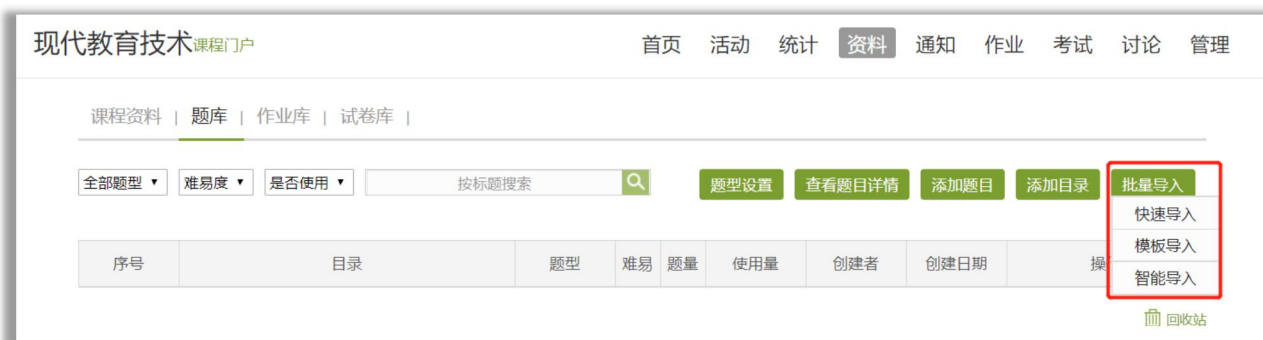 现代教育技术课程门户 首页 活动 统计 资料 通知 作业 考试 讨论 管理
课程资料 | 题库 | 作业库 | 试卷库 |
全部题型 难易度 是否使用 按标题搜索 题型设置 查看题目详情 添加题目 添加目录 批量导入
快速导入
模板导入
智能导入
序号 目录 题型 难易 题量 使用量 创建者 创建日期 操
回收站